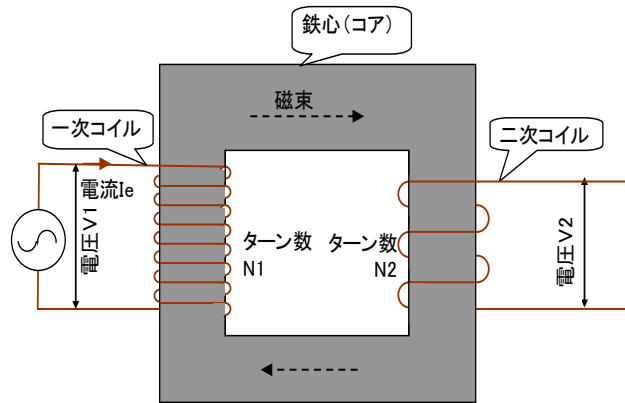 鉄心(コア)
磁束
一次コイル
二次コイル
電流Ie
電圧V1
ターン数
N1
ターン数
N2
電圧V2